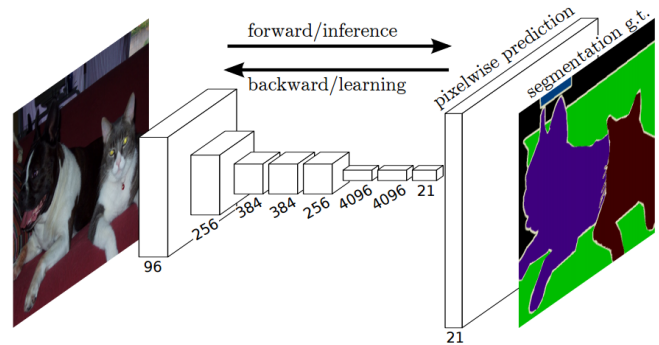 forward/inference
backward/learning
pixelwise prediction
segmentation g.t.
96
256
384
384
256
4096
4096
21
21